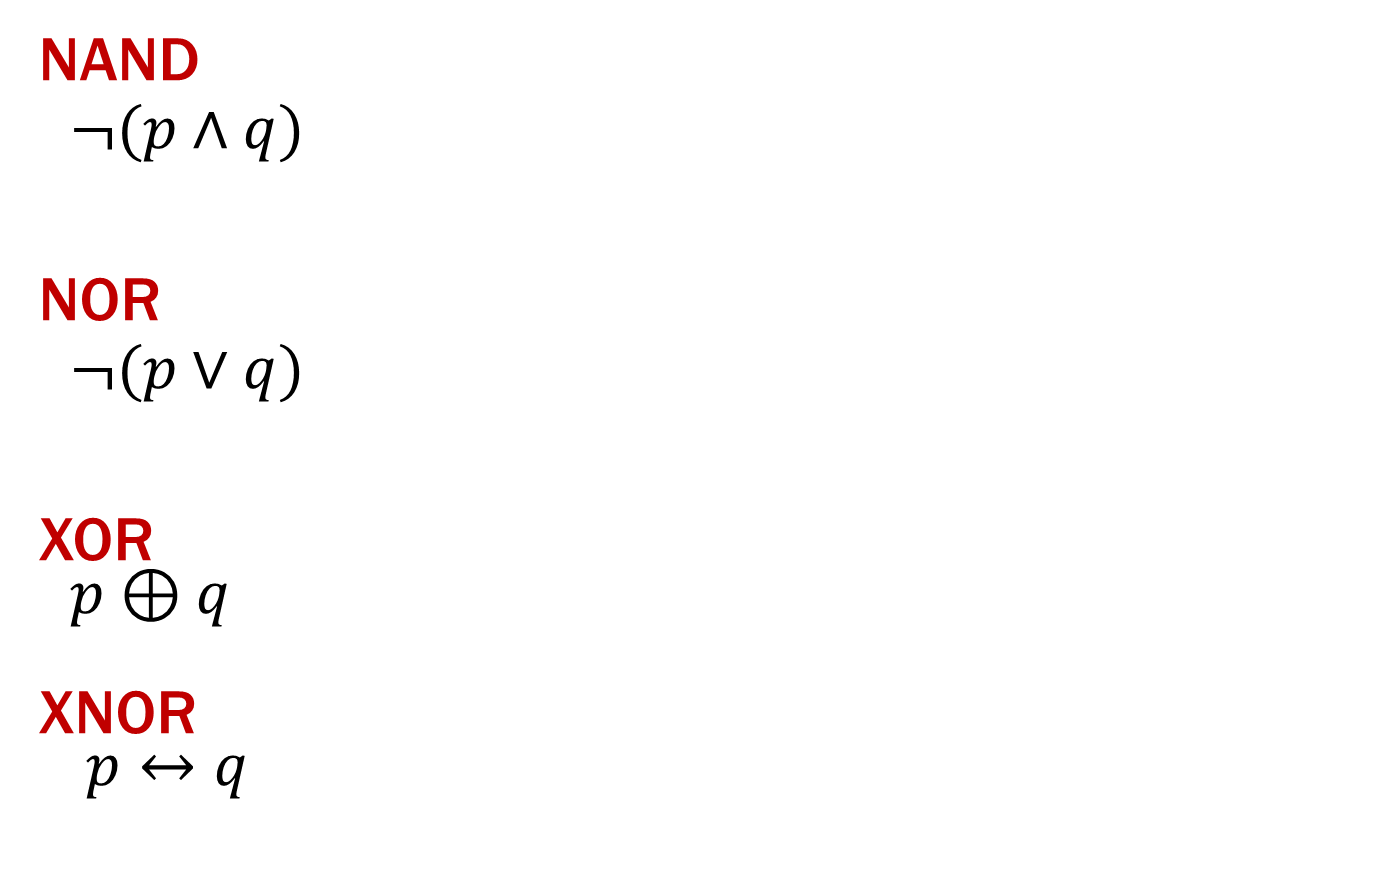 NAND
¬(p ∧ q)
NOR
¬(p ∨ q)
XOR
p ⊕ q
XNOR
p ↔ q